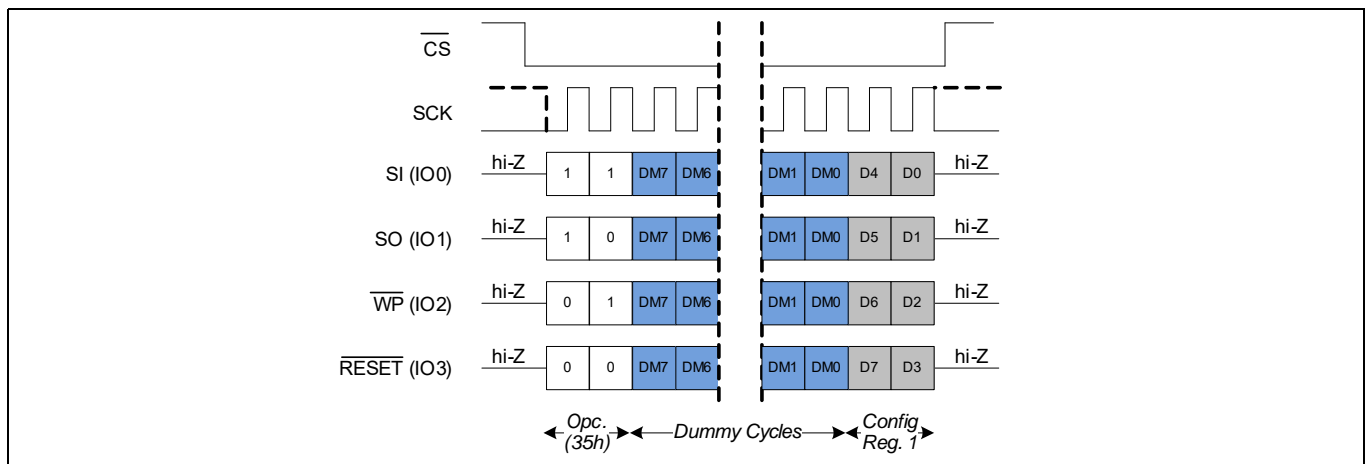 CS
SCK
SI (IO0) hi-Z 1 1 DM7 DM6 DM1 DM0 D4 D0 hi-Z
SO (IO1) hi-Z 1 0 DM7 DM6 DM1 DM0 D5 D1 hi-Z
WP (IO2) hi-Z 0 1 DM7 DM6 DM1 DM0 D6 D2 hi-Z
RESET (IO3) hi-Z 0 0 DM7 DM6 DM1 DM0 D7 D3 hi-Z
Opc. (35h) Dummy Cycles Config Reg. 1